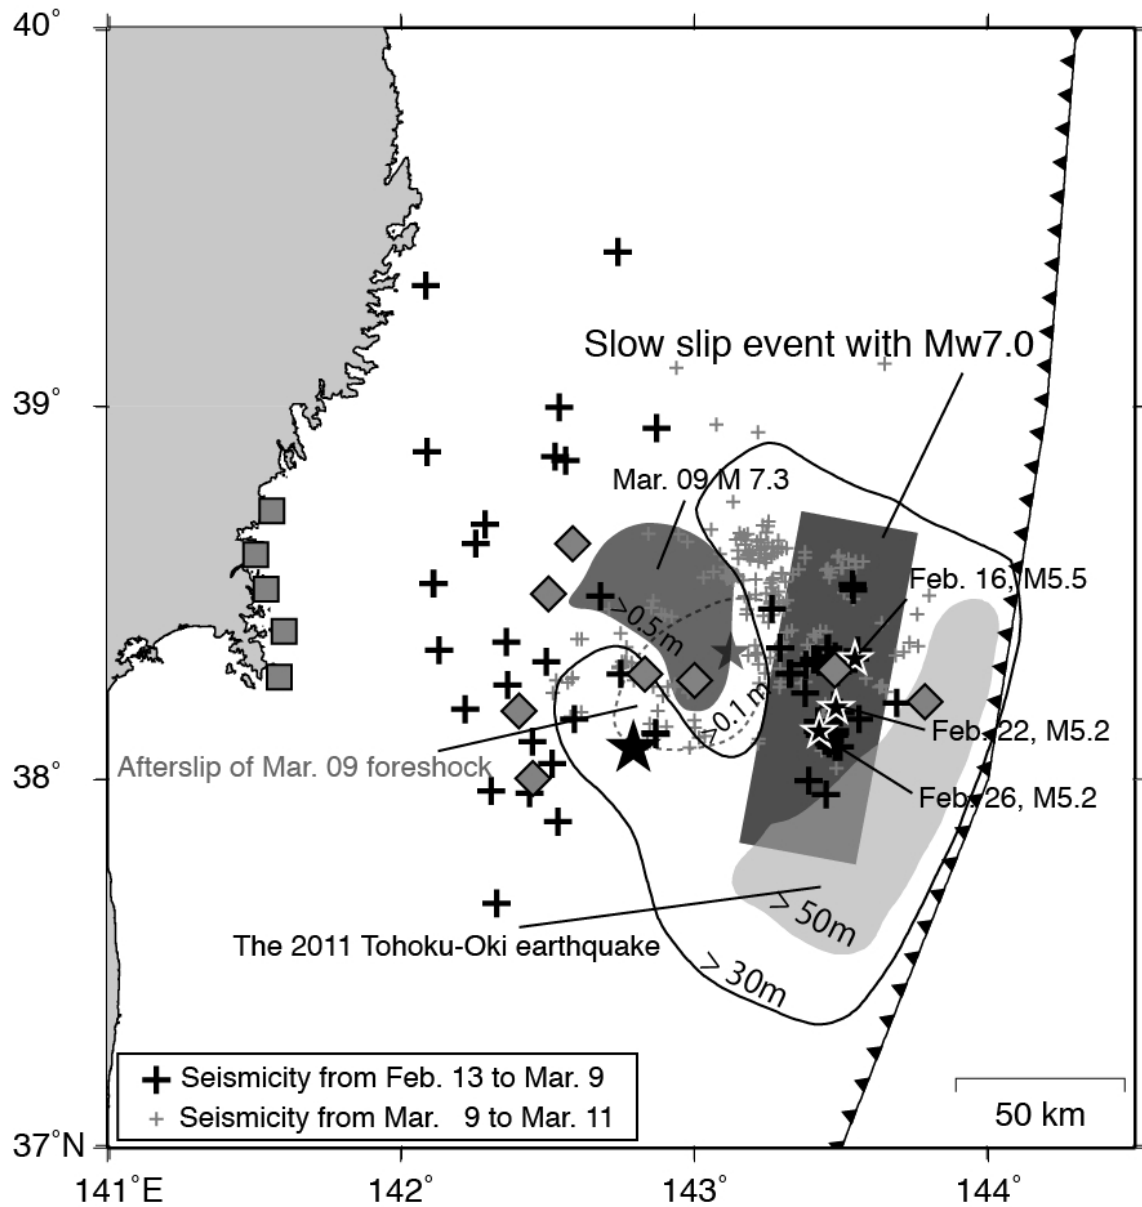 40˚
Slow slip event with Mw7.0
39˚
Mar. 09 M 7.3
Feb. 16, M5.5
>0.5 m
>0.1 m
Feb. 22, M5.2
38˚
Afterslip of Mar. 09 foreshock
Feb. 26, M5.2
> 50m
The 2011 Tohoku-Oki earthquake
> 30m
Seismicity from Feb. 13 to Mar. 9
Seismicity from Mar. 9 to Mar. 11
50 km
37˚N
141˚E 142˚ 143˚ 144˚